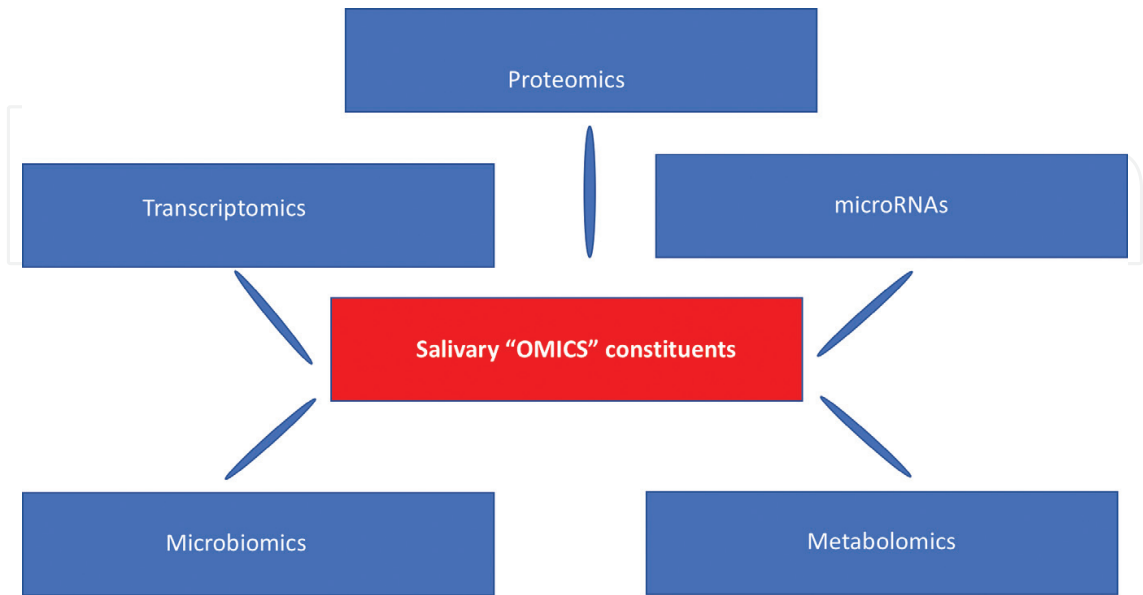 Proteomics
Transcriptomics
microRNAs
Salivary “OMICS” constituents
Microbiomics
Metabolomics